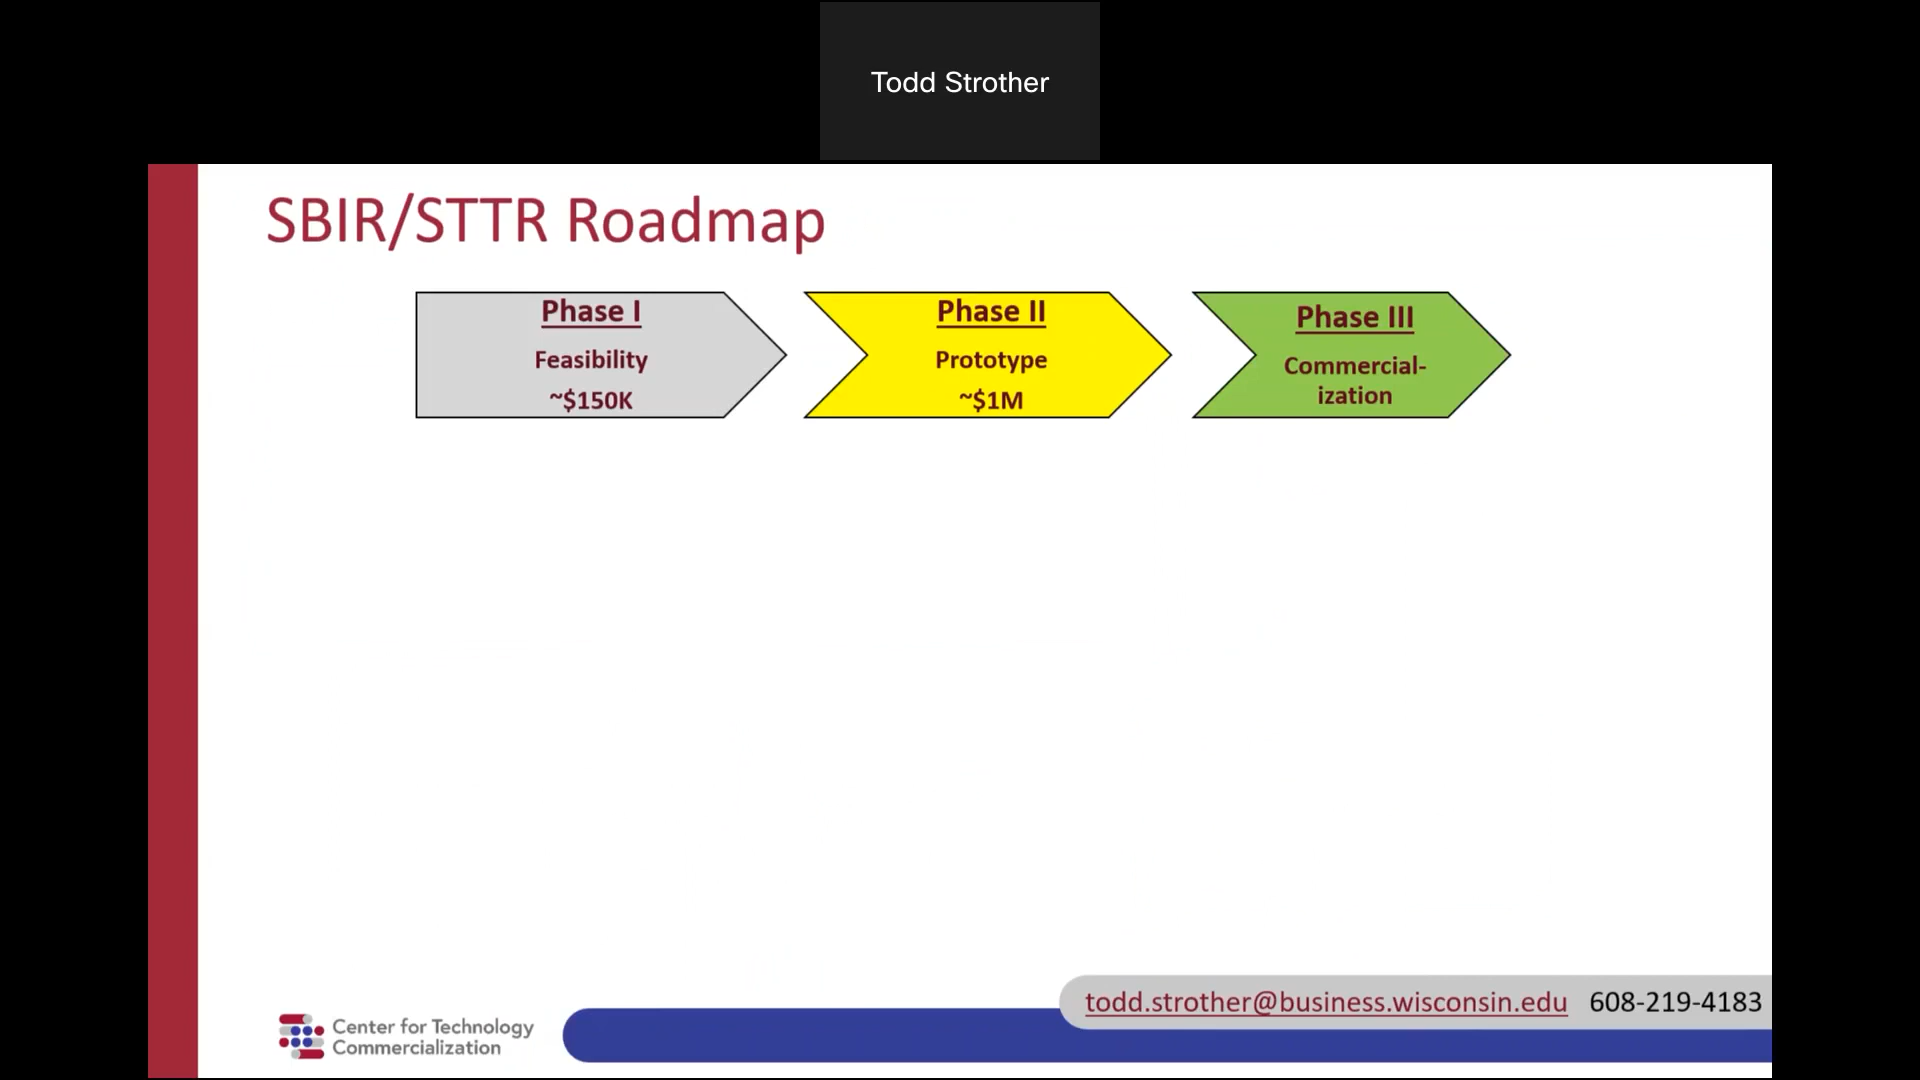 Todd Strother
SBIR/STTR Roadmap
Phase I
Feasibility
~$150K
Phase II
Prototype
~$1M
Phase III
Commercial-
ization
todd.strother@business.wisconsin.edu 608-219-4183
Center for Technology
Commercialization